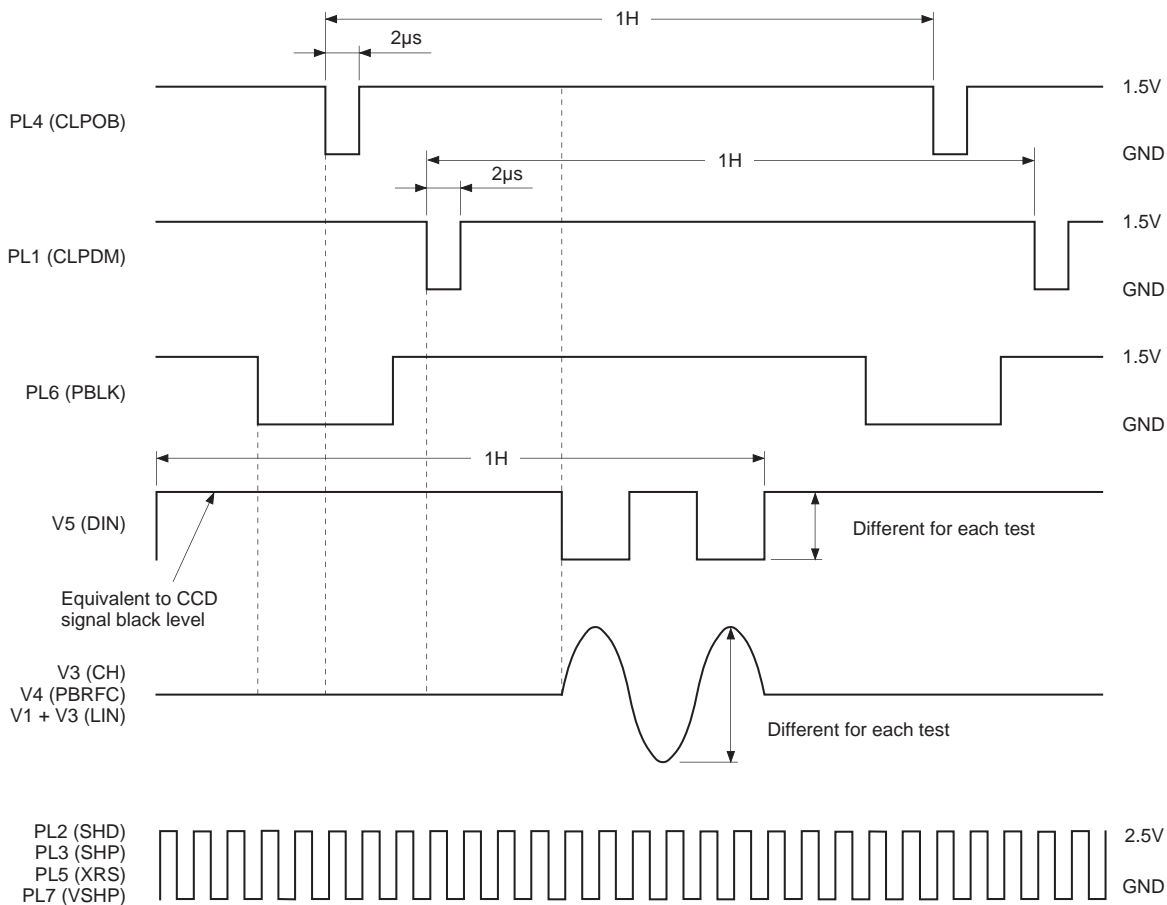 1H
2μs
PL4 (CLPOB)
1.5V
GND
1H
2μs
PL1 (CLPDM)
1.5V
GND
PL6 (PBLK)
1.5V
GND
1H
V5 (DIN)
Different for each test
Equivalent to CCD
signal black level
V3 (CH)
V4 (PBRFC)
V1 + V3 (LIN)
Different for each test
PL2 (SHD)
PL3 (SHP)
PL5 (XRS)
PL7 (VSHP)
2.5V
GND